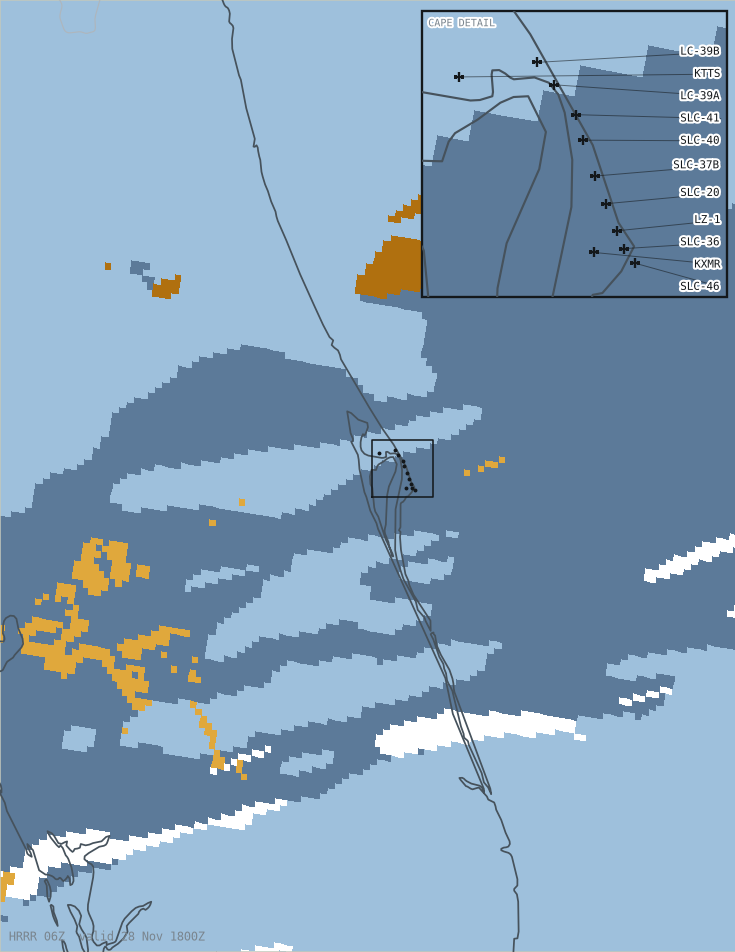 CAPE DETAIL
LC-39B
KTTS
LC-39A
SLC-41
SLC-40
SLC-37B
SLC-20
LZ-1
SLC-36
KXMR
SLC-46
HRRR 06Z valid 28 Nov 1800Z